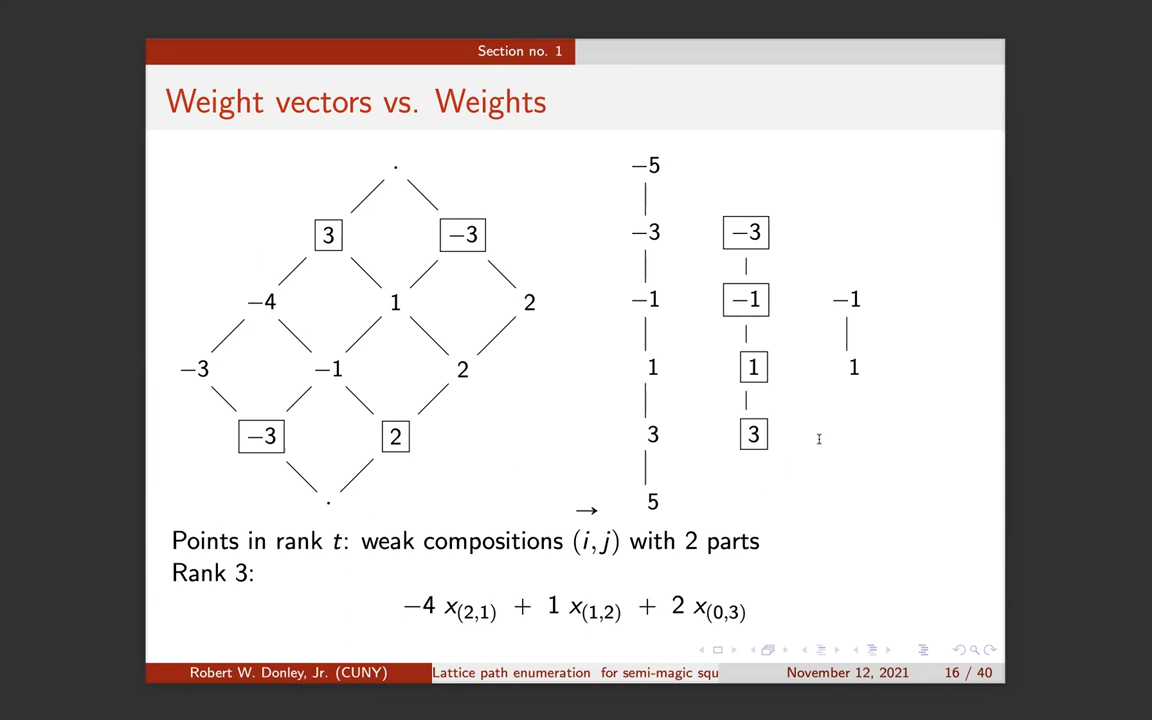 Section no. 1
Weight vectors vs. Weights
−5
3 −3 −3 −3
−4 1 2 −1 −1 −1
−3 −1 2 1 1 1
−3 2 3 3
5
Points in rank t: weak compositions (i, j) with 2 parts
Rank 3:
−4 x(2,1) + 1 x(1,2) + 2 x(0,3)
Robert W. Donley, Jr. (CUNY) Lattice path enumeration for semi-magic squ November 12, 2021 16 / 40